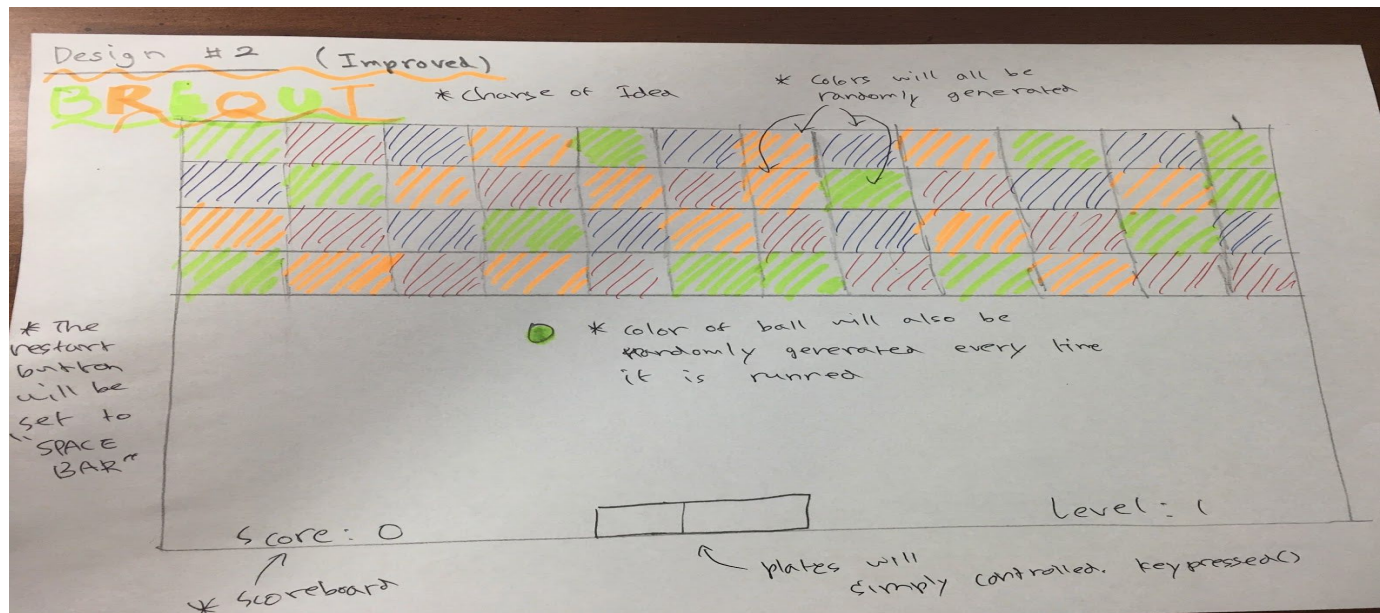 Design #2 (Improved)
BREOUT
* Change of Idea
* Colors will all be
randomly generated
* The
restart
button
will be
set to
"SPACE
BAR"
* color of ball will also be
randomly generated every time
it is runned
Score: 0
Level: 1
* Scoreboard
plates will
simply controlled. keypressed()